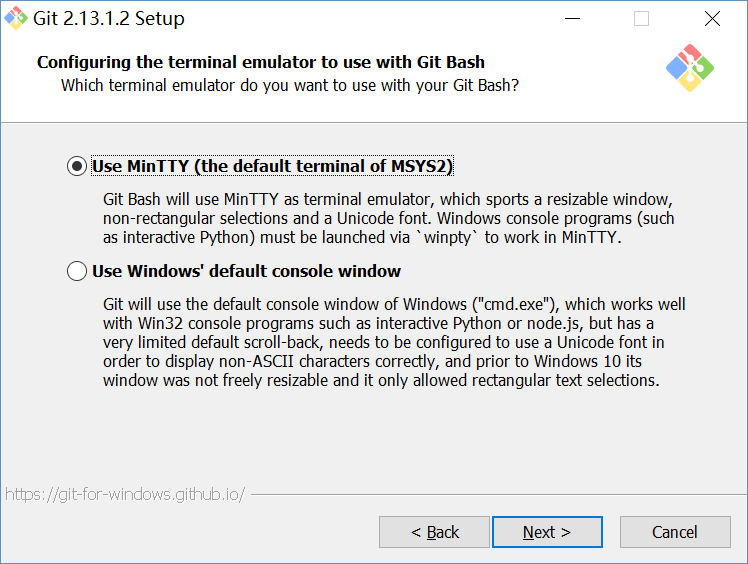 Git 2.13.1.2 Setup
Configuring the terminal emulator to use with Git Bash
Which terminal emulator do you want to use with your Git Bash?
Use MinTTY (the default terminal of MSYS2)
Git Bash will use MinTTY as terminal emulator, which sports a resizable window,
non-rectangular selections and a Unicode font. Windows console programs (such
as interactive Python) must be launched via `winpty` to work in MinTTY.
Use Windows' default console window
Git will use the default console window of Windows ("cmd.exe"), which works well
with Win32 console programs such as interactive Python or node.js, but has a
very limited default scroll-back, needs to be configured to use a Unicode font in
order to display non-ASCII characters correctly, and prior to Windows 10 its
window was not freely resizable and it only allowed rectangular text selections.
https://git-for-windows.github.io/
< Back
Next >
Cancel